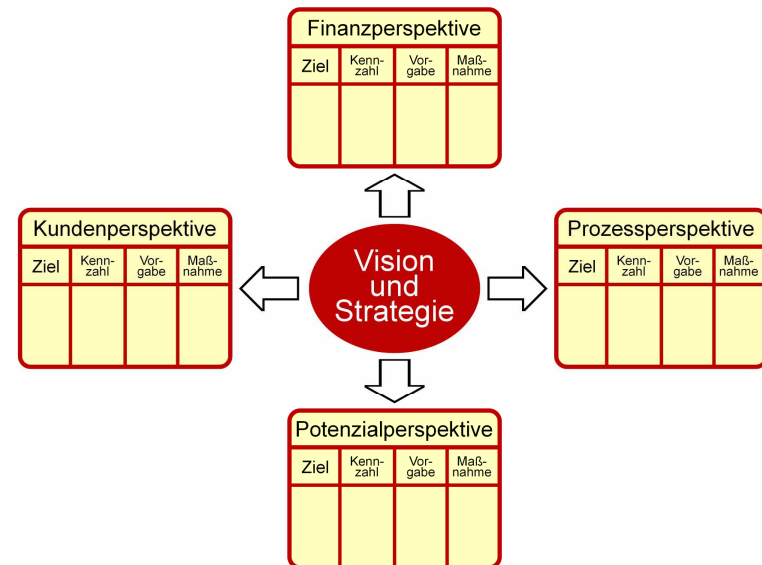 Finanzperspektive
Ziel
Kenn-
zahl
Vor-
gabe
Maß-
nahme
Kundenperspektive
Ziel
Kenn-
zahl
Vor-
gabe
Maß-
nahme
Vision
und
Strategie
Prozessperspektive
Ziel
Kenn-
zahl
Vor-
gabe
Maß-
nahme
Potenzialperspektive
Ziel
Kenn-
zahl
Vor-
gabe
Maß-
nahme